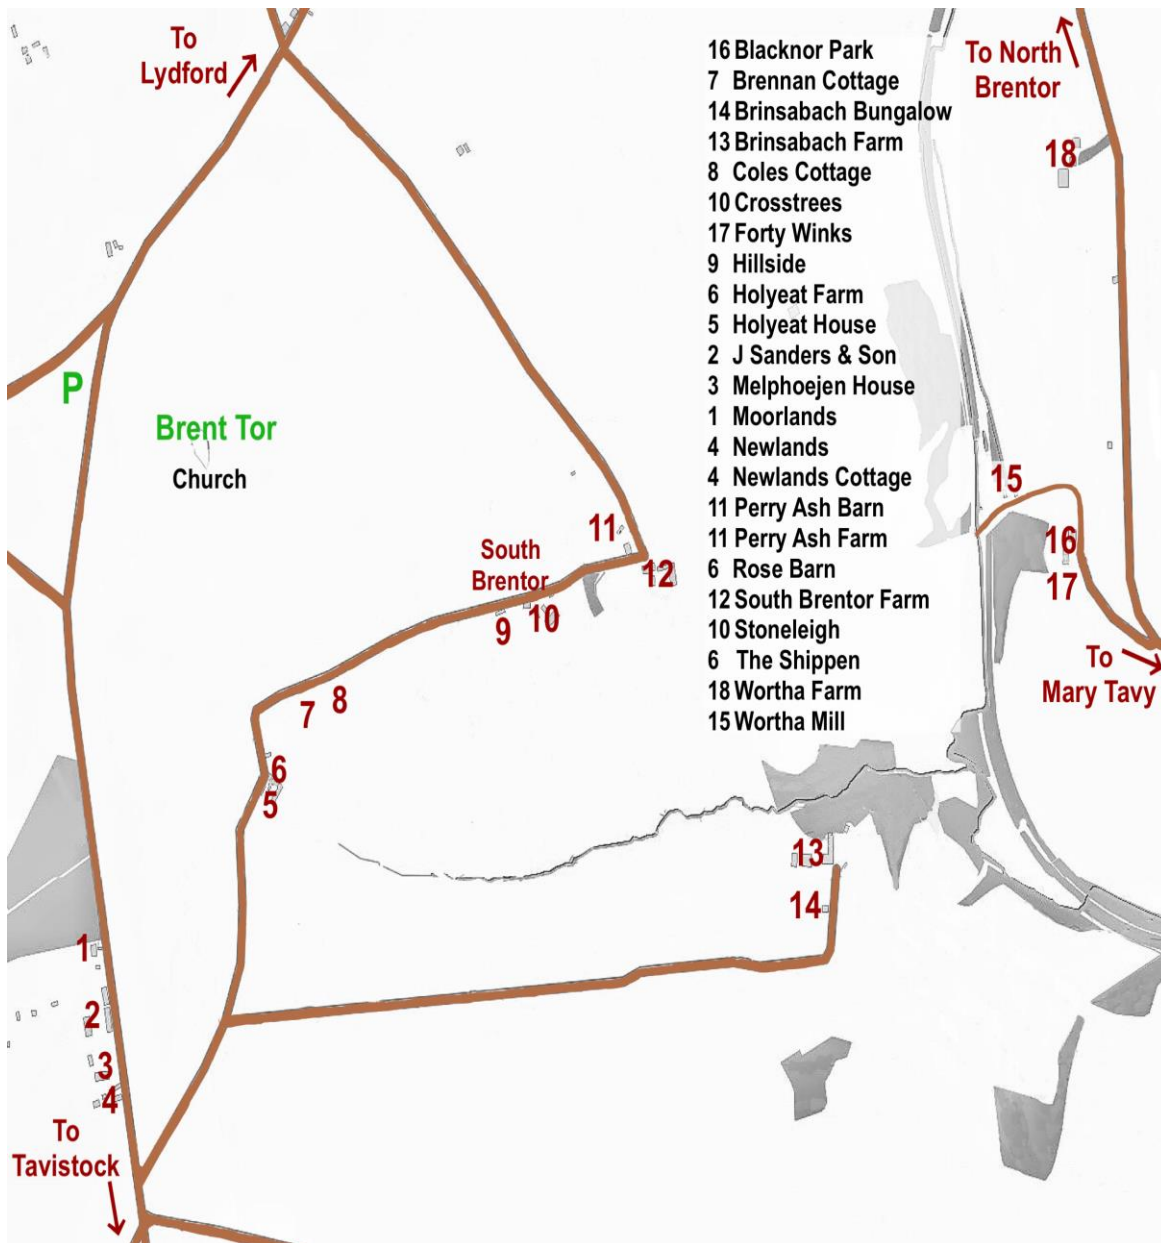 To
Lydford
16 Blacknor Park
7 Brennan Cottage
14 Brinsabach Bungalow
13 Brinsabach Farm
8 Coles Cottage
10 Crosstrees
17 Forty Winks
9 Hillside
6 Holyeat Farm
5 Holyeat House
2 J Sanders & Son
3 Melphoejen House
1 Moorlands
4 Newlands
4 Newlands Cottage
11 Perry Ash Barn
11 Perry Ash Farm
6 Rose Barn
12 South Brentor Farm
10 Stoneleigh
6 The Shippen
18 Wortha Farm
15 Wortha Mill
To North
Brentor
18
P
Brent Tor
Church
15
11
South
Brentor
16
12
17
10
9
To
Mary Tavy
8
7
6
5
13
14
1
2
3
4
To
Tavistock